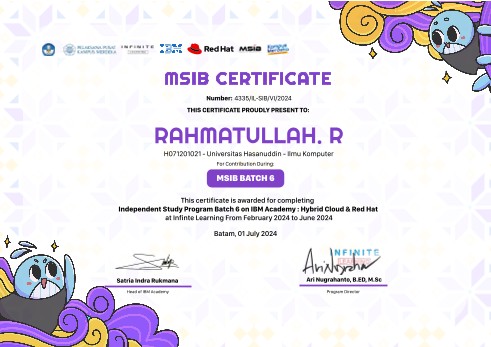 PELAKSANA PUSAT
KAMPUS MERDEKA
INFINITE
LEARNING
IBM
Red Hat
MSIB
MSIB CERTIFICATE
Number: 4335/IL-SIB/VI/2024
THIS CERTIFICATE PROUDLY PRESENT TO:
RAHMATULLAH. R
H071201021 - Universitas Hasanuddin - Ilmu Komputer
For Contribution During:
MSIB BATCH 6
This certificate is awarded for completing
Independent Study Program Batch 6 on IBM Academy : Hybrid Cloud & Red Hat
at Infinte Learning From February 2024 to June 2024
Batam, 01 July 2024
INFINITE
Satria Indra Rukmana
Head of IBM Academy
Ari Nugrahanto, B.ED, M.Sc
Program Director